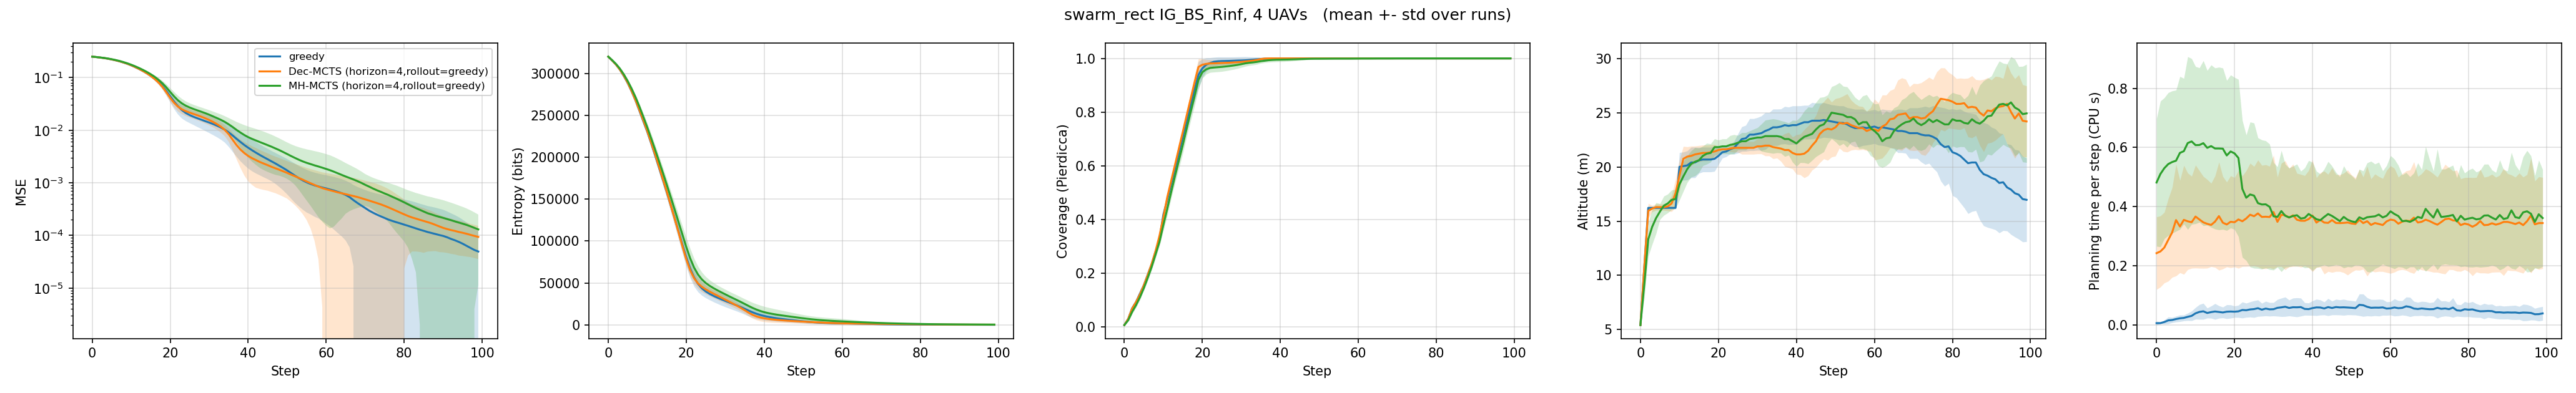 swarm_rect IG_BS_Rinf, 4 UAVs   (mean +- std over runs)
MSE
10⁻¹
10⁻²
10⁻³
10⁻⁴
10⁻⁵
greedy
Dec-MCTS (horizon=4,rollout=greedy)
MH-MCTS (horizon=4,rollout=greedy)
0 20 40 60 80 100
Step
Entropy (bits)
300000
250000
200000
150000
100000
50000
0
0 20 40 60 80 100
Step
Coverage (Pierdicca)
1.0
0.8
0.6
0.4
0.2
0.0
0 20 40 60 80 100
Step
Altitude (m)
30
25
20
15
10
5
0 20 40 60 80 100
Step
Planning time per step (CPU s)
0.8
0.6
0.4
0.2
0.0
0 20 40 60 80 100
Step